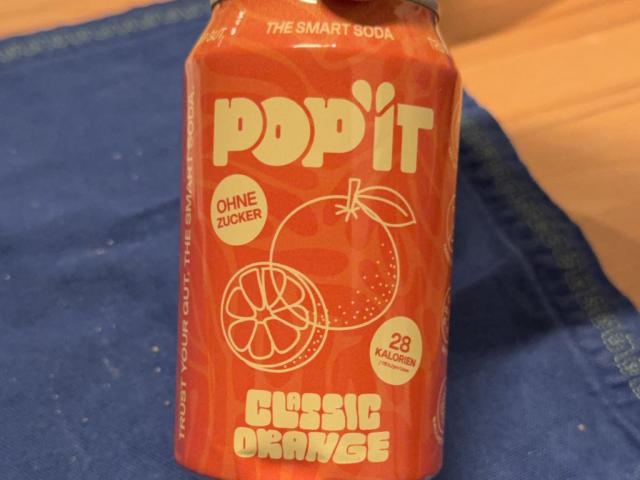 THE SMART SODA
POP IT
OHNE
ZUCKER
28
KALORIEN
CLASSIC
ORANGE
TRUST YOUR GUT. THE SMART SODA.